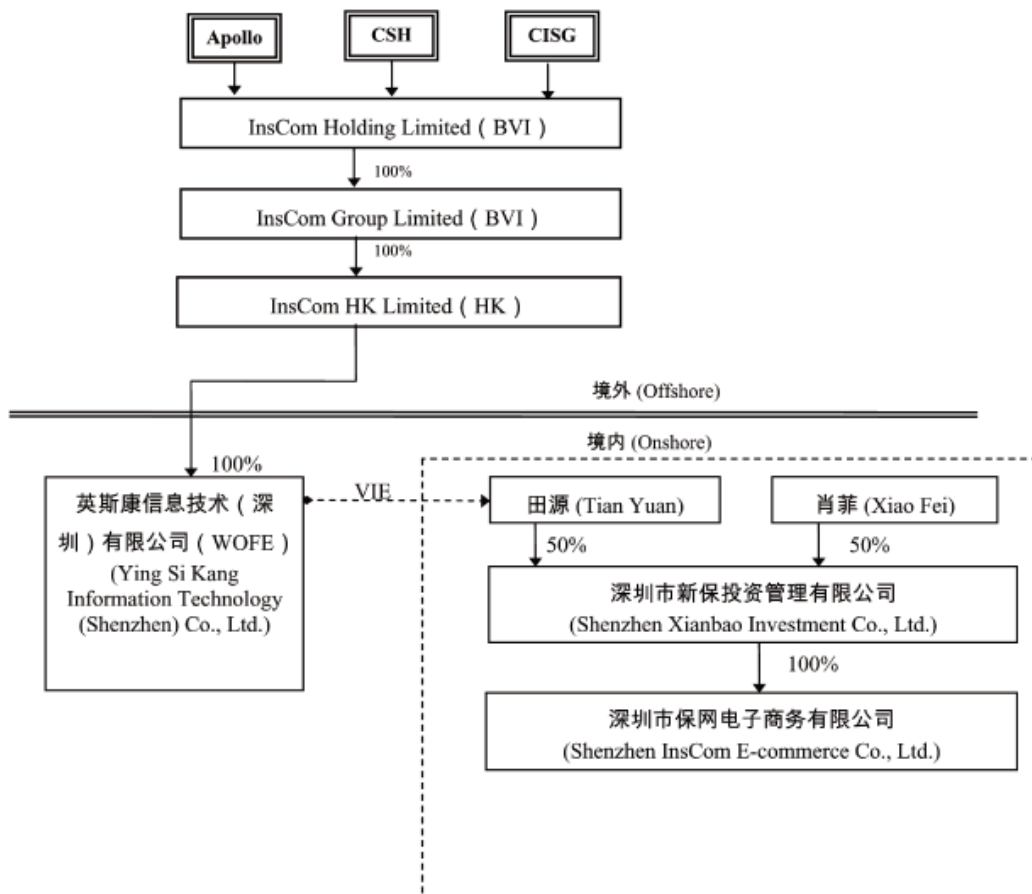 Apollo
CSH
CISG
InsCom Holding Limited（BVI）
100%
InsCom Group Limited（BVI）
100%
InsCom HK Limited（HK）
境外 (Offshore)
境内 (Onshore)
100%
英斯康信息技术（深
圳）有限公司（WOFE）
(Ying Si Kang
Information Technology
(Shenzhen) Co., Ltd.)
VIE
田源 (Tian Yuan)
肖菲 (Xiao Fei)
50%
50%
深圳市新保投资管理有限公司
(Shenzhen Xianbao Investment Co., Ltd.)
100%
深圳市保网电子商务有限公司
(Shenzhen InsCom E-commerce Co., Ltd.)